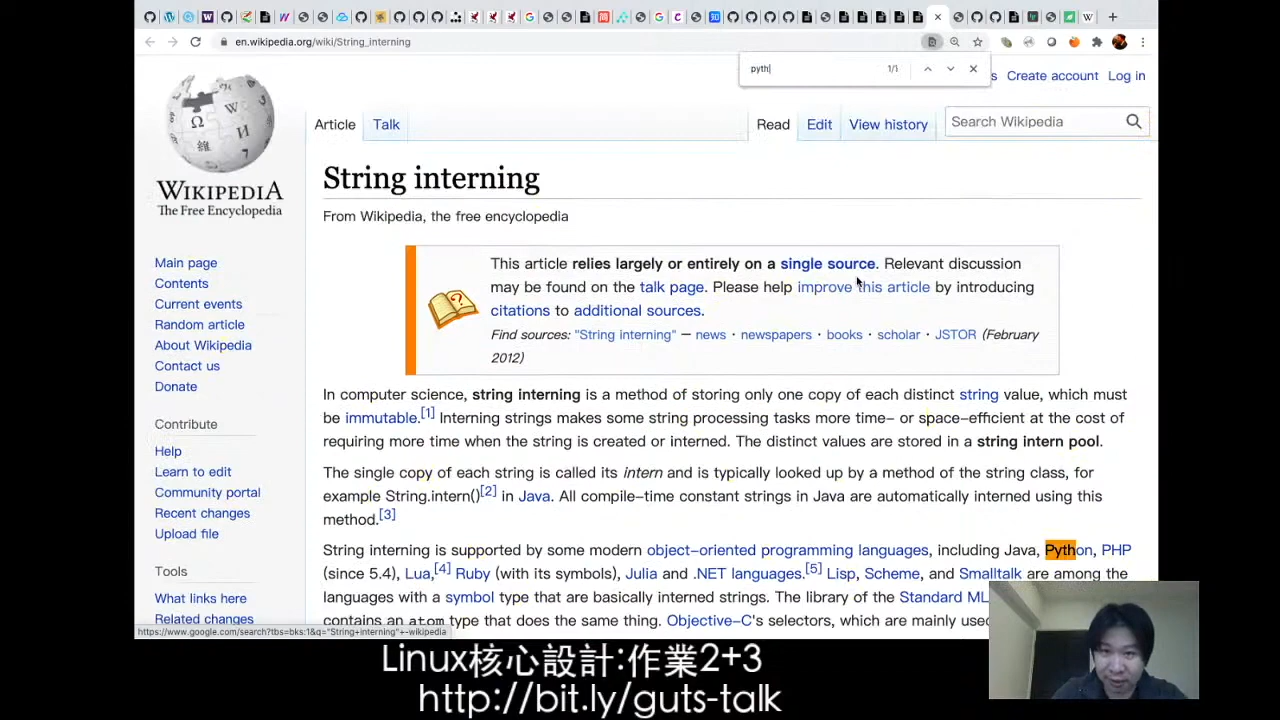 en.wikipedia.org/wiki/String_interning
pyth
1/1
Create account Log in
WIKIPEDIA
The Free Encyclopedia
Main page
Contents
Current events
Random article
About Wikipedia
Contact us
Donate
Contribute
Help
Learn to edit
Community portal
Recent changes
Upload file
Tools
What links here
Related changes
Article Talk
Read Edit View history
Search Wikipedia
String interning
From Wikipedia, the free encyclopedia
This article relies largely or entirely on a single source. Relevant discussion
may be found on the talk page. Please help improve this article by introducing
citations to additional sources.
Find sources: "String interning" – news · newspapers · books · scholar · JSTOR (February
2012)
In computer science, string interning is a method of storing only one copy of each distinct string value, which must
be immutable.[1] Interning strings makes some string processing tasks more time- or space-efficient at the cost of
requiring more time when the string is created or interned. The distinct values are stored in a string intern pool.
The single copy of each string is called its intern and is typically looked up by a method of the string class, for
example String.intern()[2] in Java. All compile-time constant strings in Java are automatically interned using this
method.[3]
String interning is supported by some modern object-oriented programming languages, including Java, Python, PHP
(since 5.4), Lua,[4] Ruby (with its symbols), Julia and .NET languages.[5] Lisp, Scheme, and Smalltalk are among the
languages with a symbol type that are basically interned strings. The library of the Standard ML
contains an atom type that does the same thing. Objective-C's selectors, which are mainly used
https://www.google.com/search?tbs=bks:1&q="String+interning"+-wikipedia
Linux核心設計:作業2+3
http://bit.ly/guts-talk